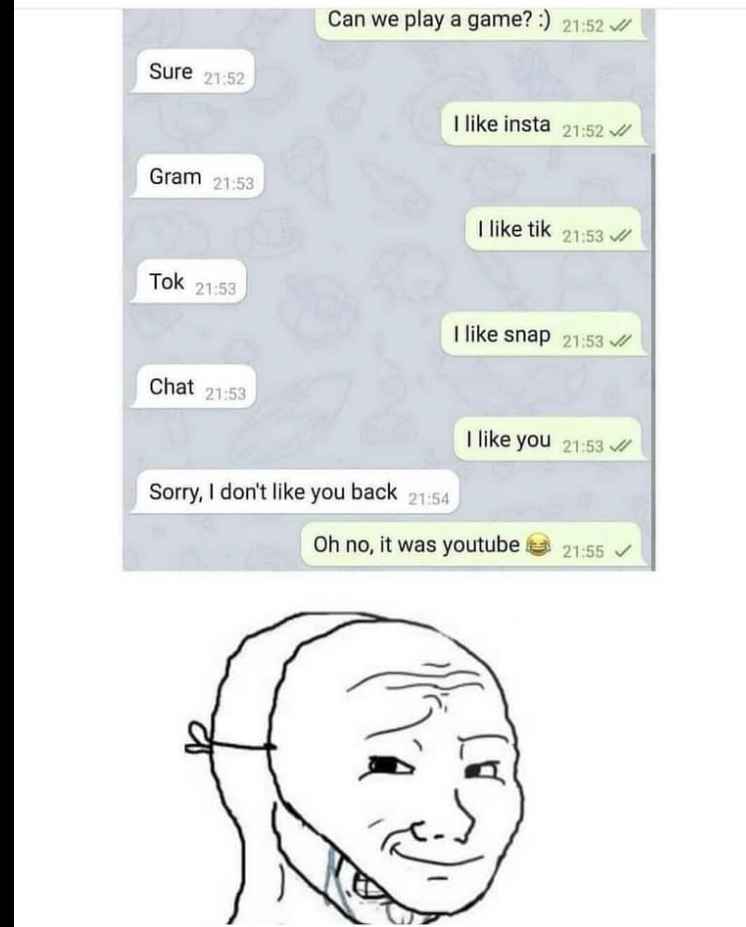 Can we play a game? :) 21:52
Sure 21:52
I like insta 21:52
Gram 21:53
I like tik 21:53
Tok 21:53
I like snap 21:53
Chat 21:53
I like you 21:53
Sorry, I don't like you back 21:54
Oh no, it was youtube 😂 21:55